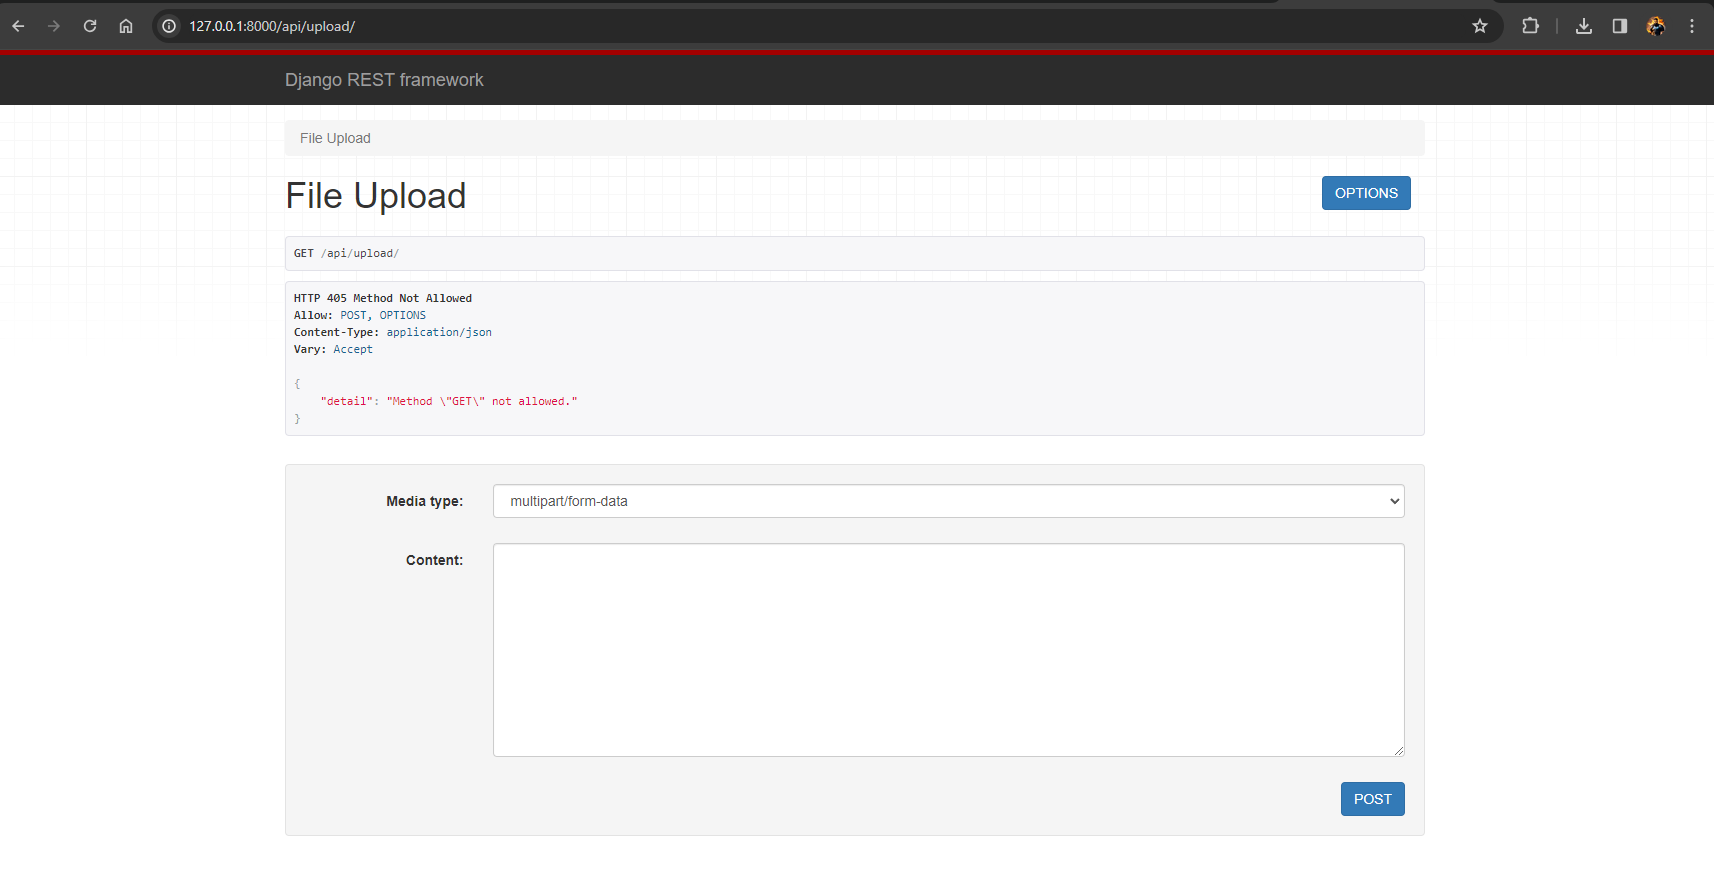 127.0.0.1:8000/api/upload/
Django REST framework
File Upload
File Upload
OPTIONS
GET /api/upload/
HTTP 405 Method Not Allowed
Allow: POST, OPTIONS
Content-Type: application/json
Vary: Accept
{
    "detail": "Method \"GET\" not allowed."
}
Media type:
multipart/form-data
Content:
POST